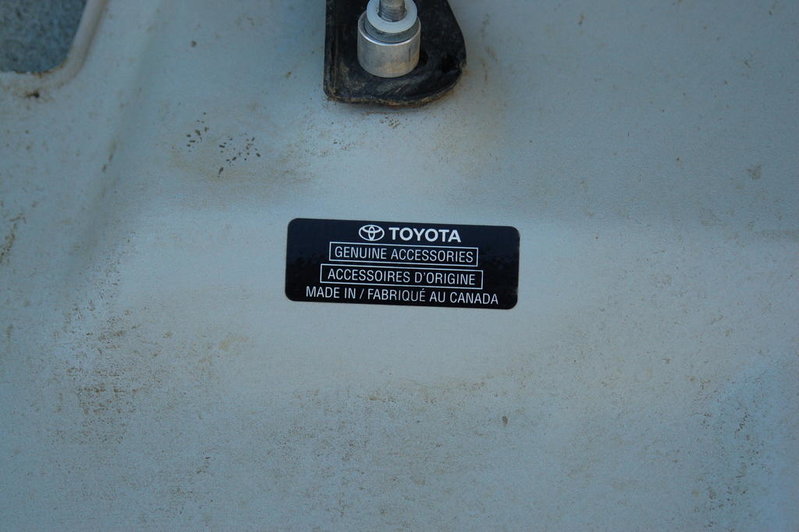 TOYOTA
GENUINE ACCESSORIES
ACCESSOIRES D'ORIGINE
MADE IN / FABRIQUÉ AU CANADA